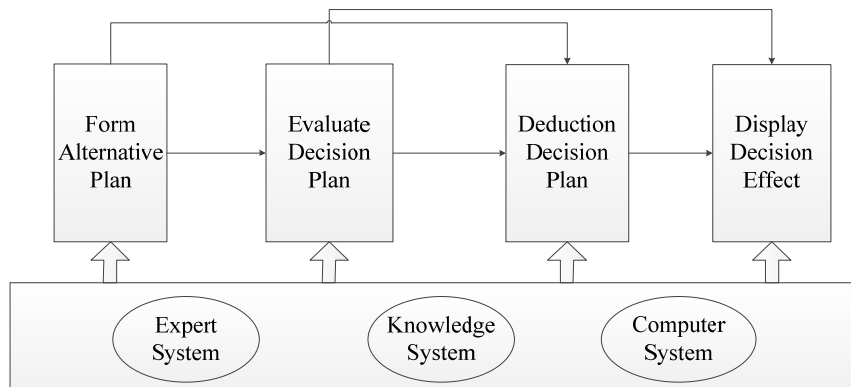 Form
Alternative
Plan
Evaluate
Decision
Plan
Deduction
Decision
Plan
Display
Decision
Effect
Expert
System
Knowledge
System
Computer
System